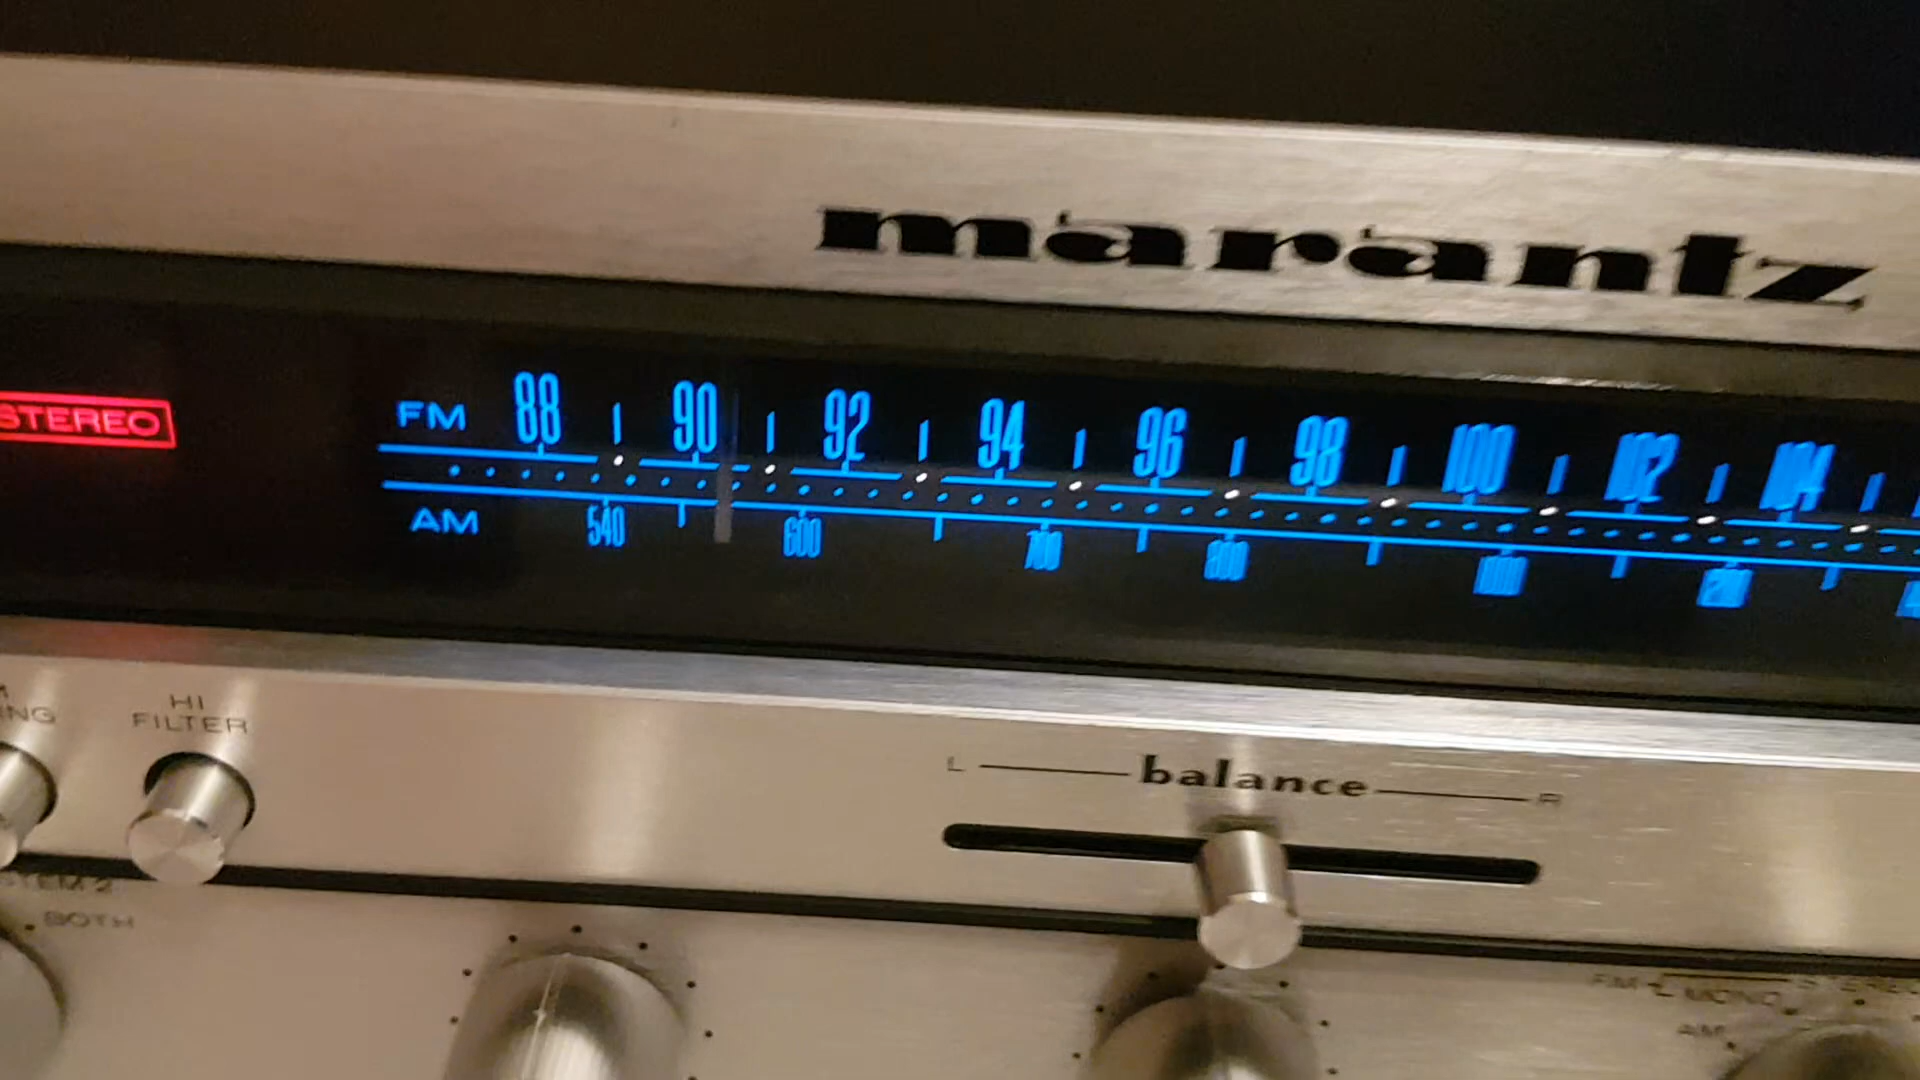 marantz
STEREO
FM 88 90 92 94 96 98 100 102 104
AM 540 600 700 800 1000 1200
HI
FILTER
L balance R
BOTH
FM MONO
AM